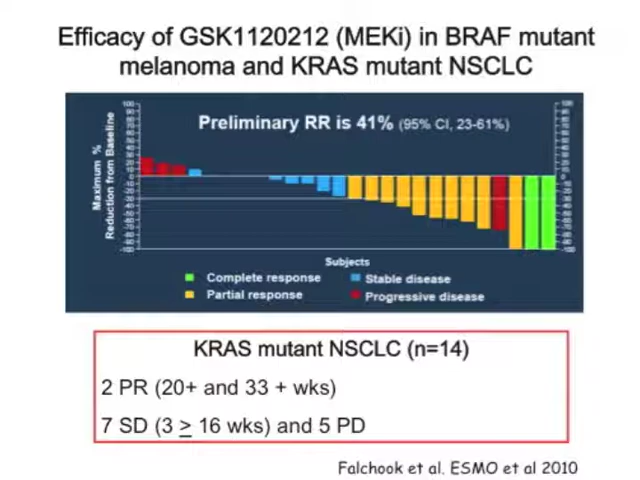 Efficacy of GSK1120212 (MEKi) in BRAF mutant
melanoma and KRAS mutant NSCLC
Preliminary RR is 41% (95% CI, 23-61%)
Maximum %
Reduction from Baseline
Subjects
Complete response
Stable disease
Partial response
Progressive disease
KRAS mutant NSCLC (n=14)
2 PR (20+ and 33 + wks)
7 SD (3 ≥ 16 wks) and 5 PD
Falchook et al. ESMO et al 2010